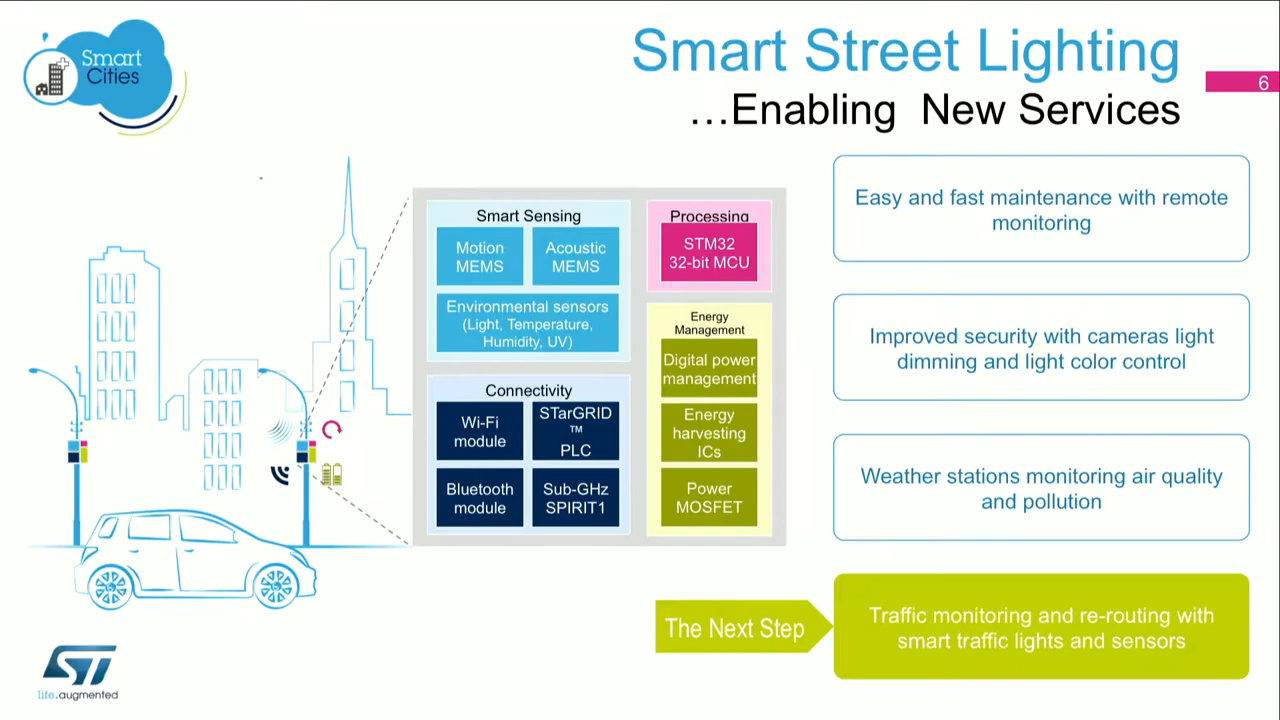 Smart
Cities
Smart Street Lighting
…Enabling  New Services
6
Smart Sensing
Motion
MEMS
Acoustic
MEMS
Environmental sensors
(Light, Temperature,
Humidity, UV)
Connectivity
Wi-Fi
module
STarGRID
™
PLC
Bluetooth
module
Sub-GHz
SPIRIT1
Processing
STM32
32-bit MCU
Energy
Management
Digital power
management
Energy
harvesting
ICs
Power
MOSFET
Easy and fast maintenance with remote
monitoring
Improved security with cameras light
dimming and light color control
Weather stations monitoring air quality
and pollution
The Next Step
Traffic monitoring and re-routing with
smart traffic lights and sensors
ST
life.augmented